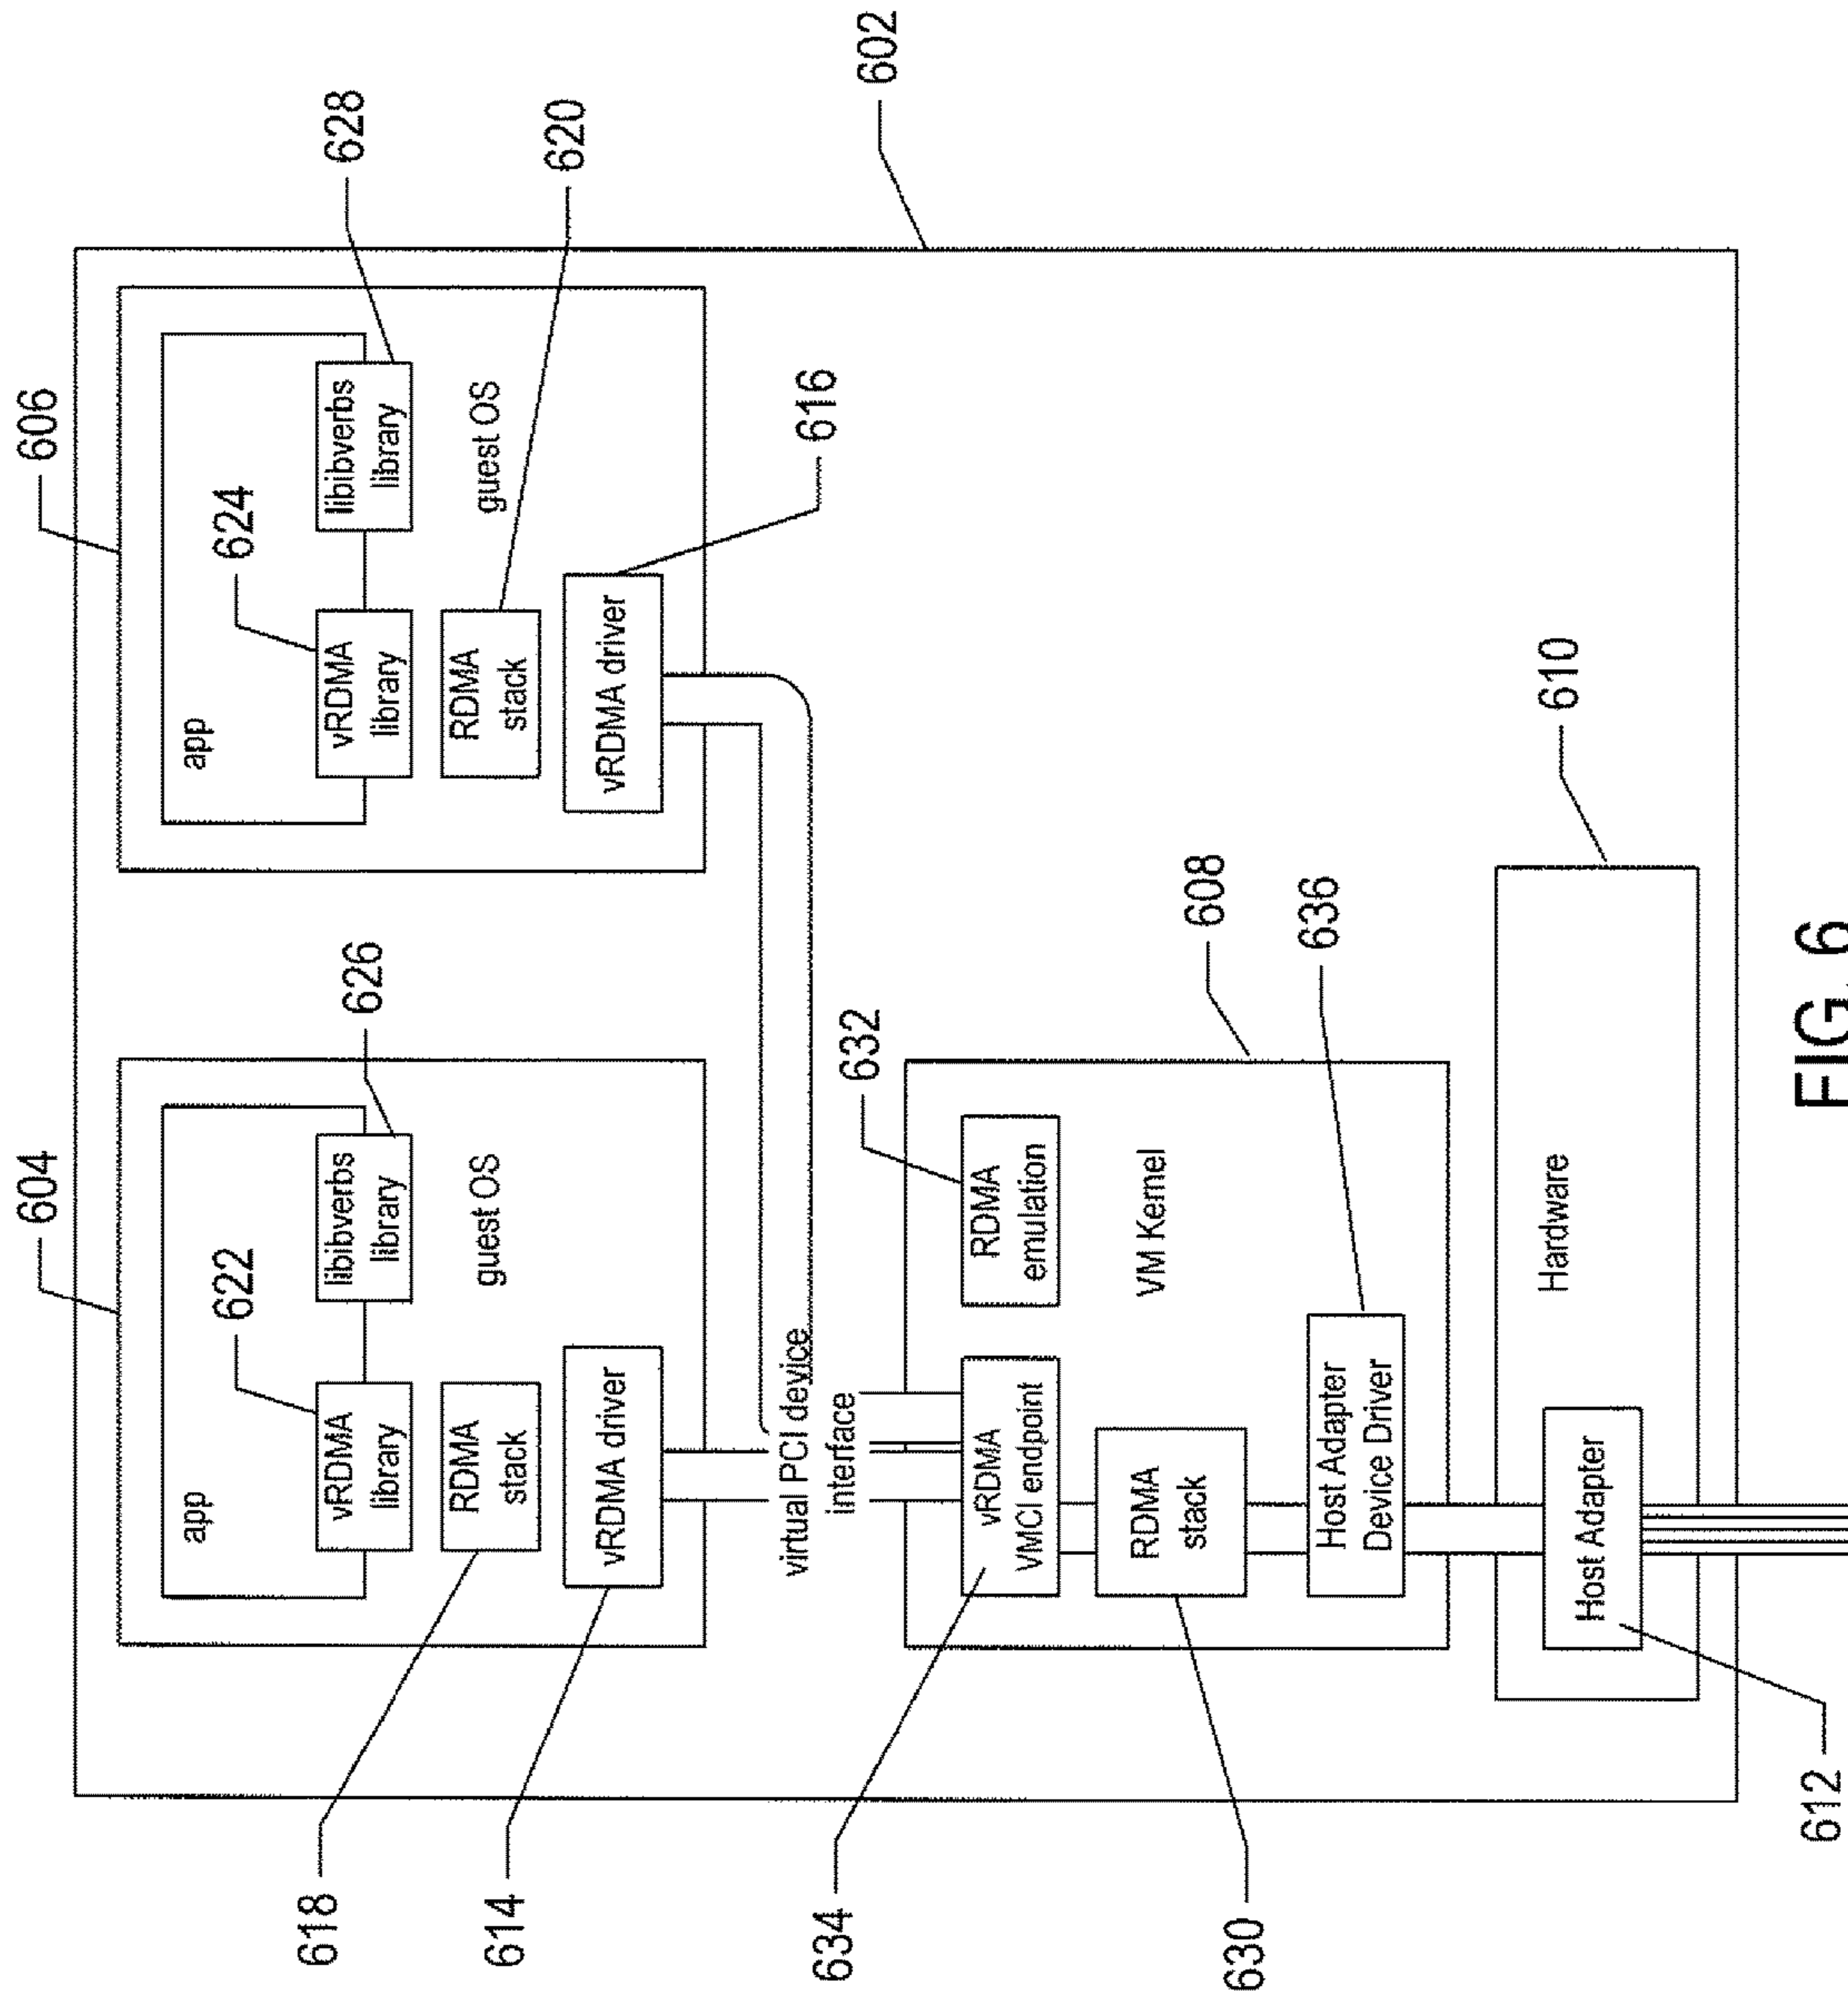 604
606
app
622
626
vRDMA
library
libibverbs
library
RDMA
stack
guest OS
vRDMA driver
618
614
app
624
628
vRDMA
library
libibverbs
library
RDMA
stack
guest OS
vRDMA driver
620
616
602
virtual PCI device
interface
632
608
vRDMA
VMCI endpoint
RDMA
emulation
RDMA
stack
VM Kernel
Host Adapter
Device Driver
634
630
636
610
Hardware
Host Adapter
612
FIG. 6